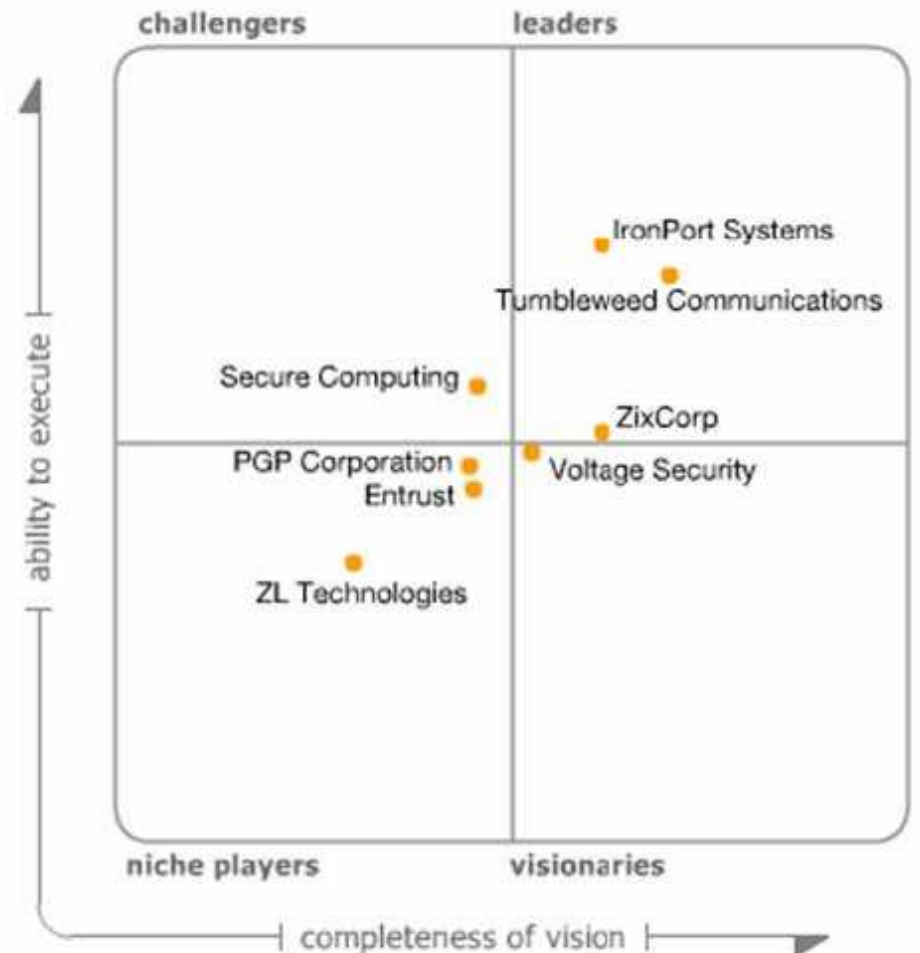 challengers
leaders
IronPort Systems
Tumbleweed Communications
Secure Computing
ZixCorp
PGP Corporation
Voltage Security
Entrust
ZL Technologies
ability to execute
niche players
visionaries
completeness of vision